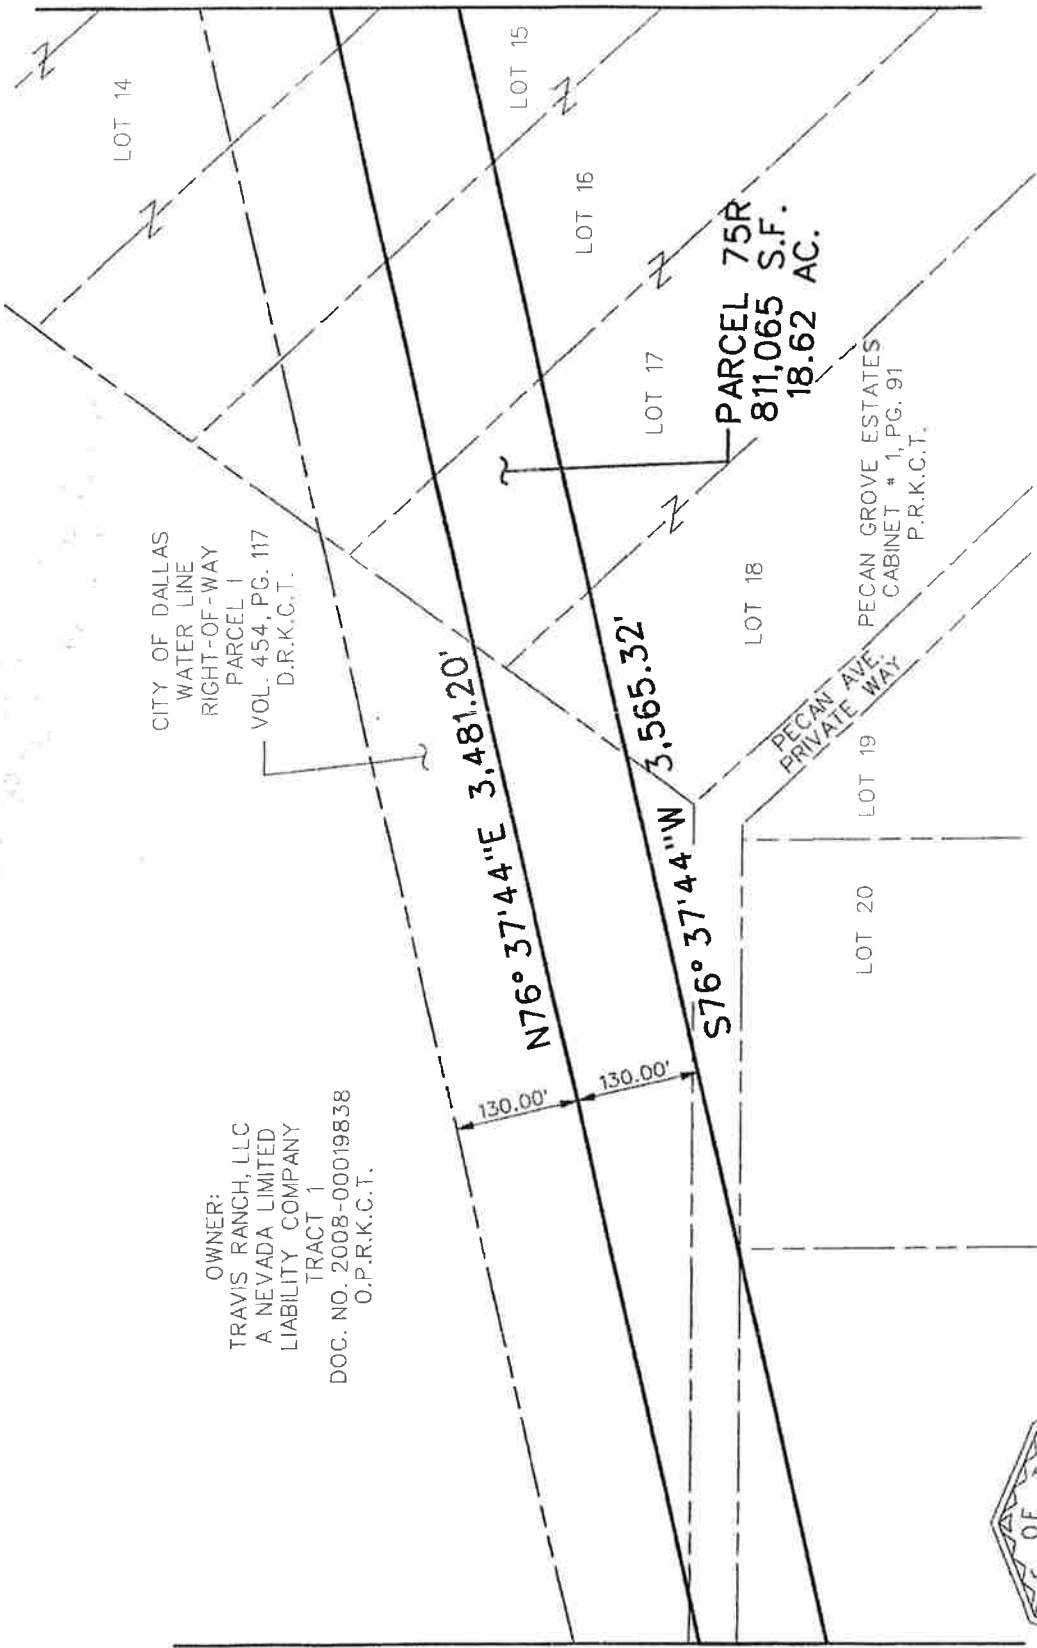 OWNER:
TRAVIS RANCH, LLC
A NEVADA LIMITED
LIABILITY COMPANY
TRACT 1
DOC. NO. 2008-00019838
O.P.R.K.C.T.
CITY OF DALLAS
WATER LINE
RIGHT-OF-WAY
PARCEL 1
VOL. 454, PG. 117
D.R.K.C.T.
LOT 14
LOT 15
LOT 16
LOT 17
LOT 18
N76° 37'44"E 3,481.20'
130.00'
130.00'
S76° 37'44"W 3,565.32'
PARCEL 75R
811,065 S.F.
18.62 AC.
PECAN GROVE ESTATES
CABINET # 1, PG. 91
P.R.K.C.T.
PECAN AVE.
PRIVATE WAY
LOT 19
LOT 20
OF